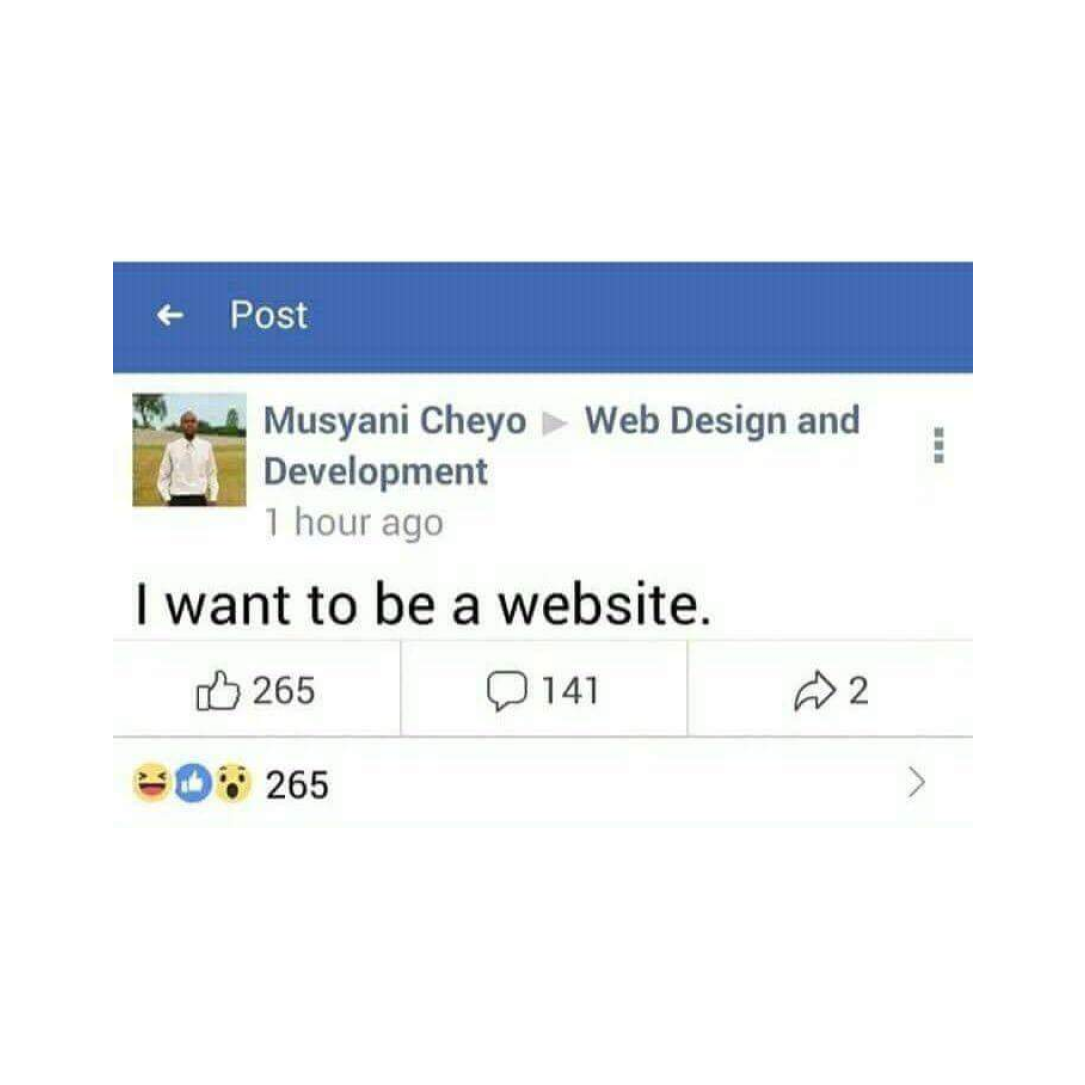 Post
Musyani Cheyo ▶ Web Design and
Development
1 hour ago
I want to be a website.
265 141 2
265